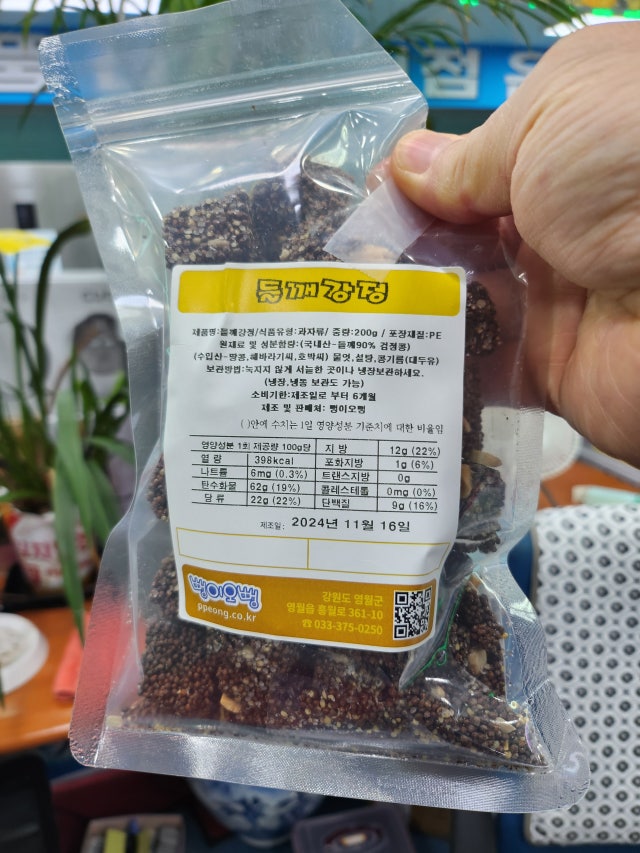 점 을
듯깨강정
제품명:들깨강정/식품유형:과자류/ 중량:200g / 포장재질:PE
원재료 및 성분함량:(국내산-들깨90% 검정콩)
(수입산-땅콩,해바라기씨,호박씨) 물엿,설탕,콩기름(대두유)
보관방법:녹지지 않게 서늘한 곳이나 냉장보관하세요.
(냉장,냉동 보관도 가능)
소비기한:제조일로 부터 6개월
제조 및 판매처: 뻥이오뻥
( )안에 수치는 1일 영양성분 기준치에 대한 비율임
영양성분 1회 제공량 100g당 지 방 12g (22%)
열 량 398kcal 포화지방 1g (6%)
나트륨 6mg (0.3%) 트랜스지방 0g
탄수화물 62g (19%) 콜레스테롤 0mg (0%)
당 류 22g (22%) 단백질 9g (16%)
제조일: 2024년 11월 16일
뻥이오뻥
ppeong.co.kr
강원도 영월군
영월읍 흥월로 361-10
☎ 033-375-0250